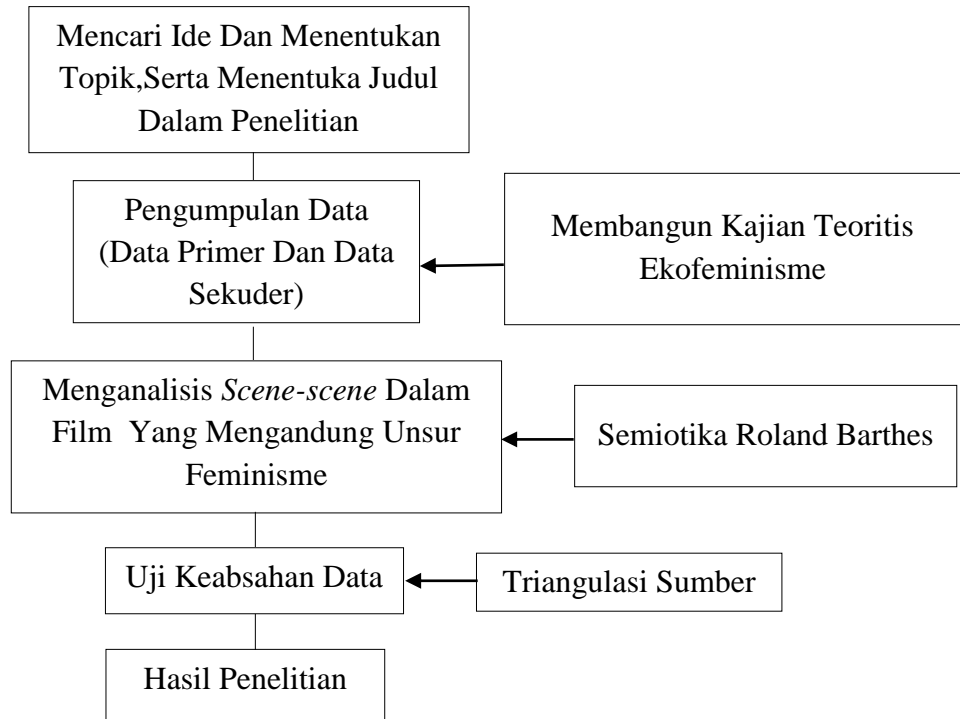 Mencari Ide Dan Menentukan
Topik,Serta Menentuka Judul
Dalam Penelitian
Pengumpulan Data
(Data Primer Dan Data
Sekuder)
Membangun Kajian Teoritis
Ekofeminisme
Menganalisis Scene-scene Dalam
Film Yang Mengandung Unsur
Feminisme
Semiotika Roland Barthes
Uji Keabsahan Data
Triangulasi Sumber
Hasil Penelitian